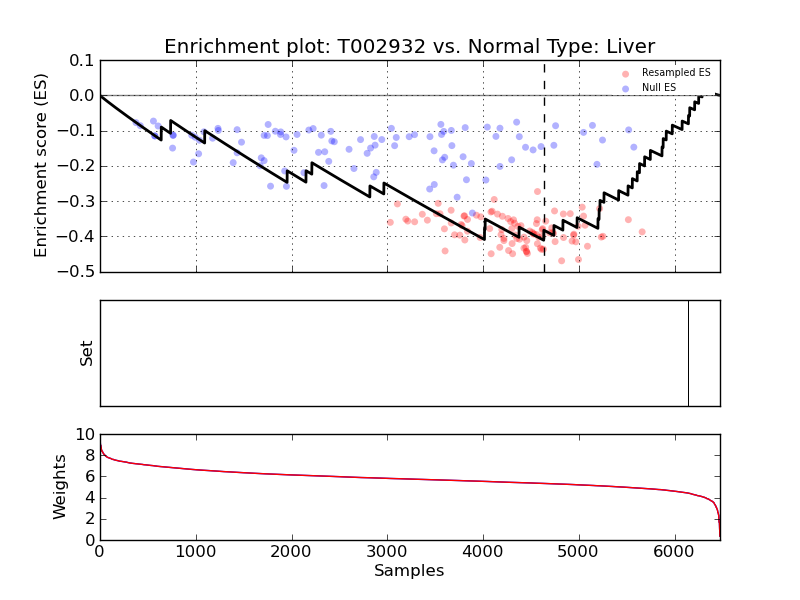 Enrichment plot: T002932 vs. Normal Type: Liver
Enrichment score (ES)
0.1
0.0
−0.1
−0.2
−0.3
−0.4
−0.5
Resampled ES
Null ES
Set
Weights
10
8
6
4
2
0
0 1000 2000 3000 4000 5000 6000
Samples